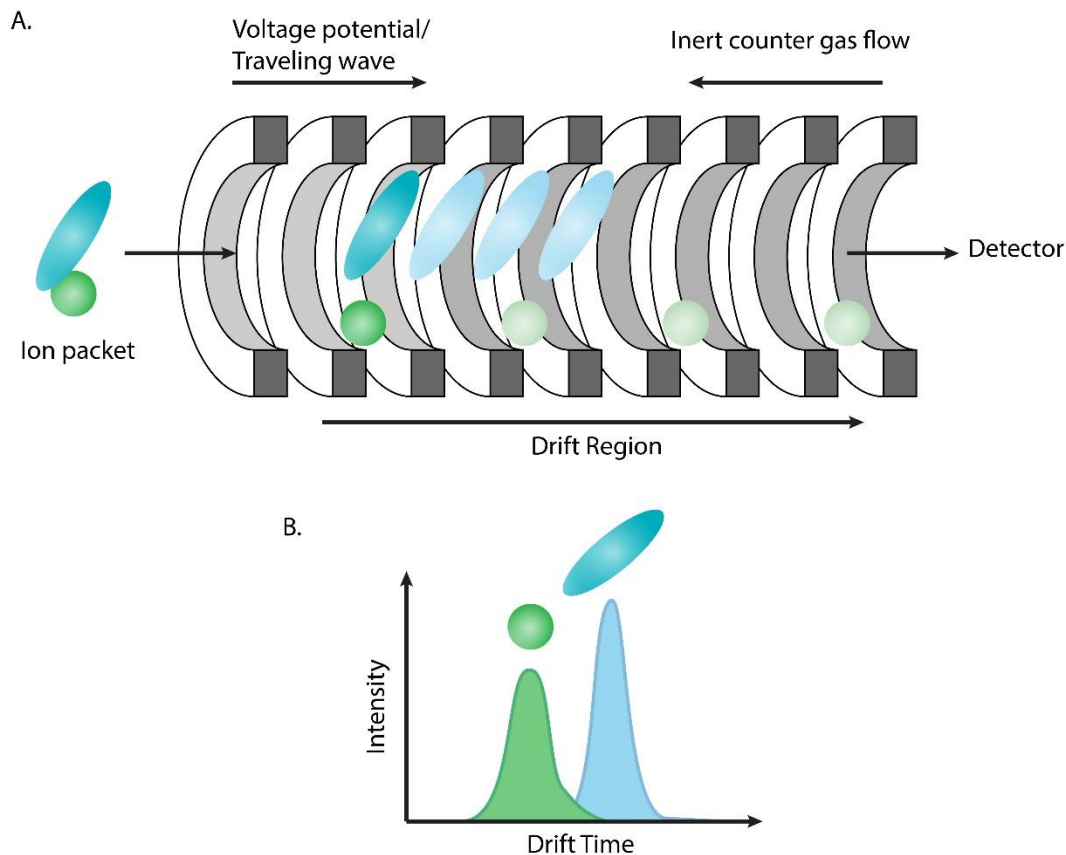 A.
Voltage potential/
Traveling wave
Inert counter gas flow
Ion packet
Detector
Drift Region
B.
Intensity
Drift Time